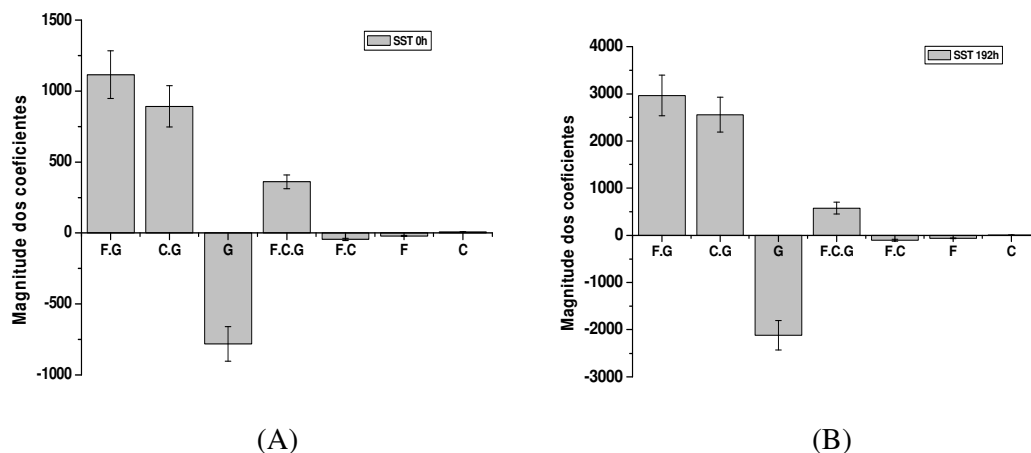 1500
1000
500
0
-500
-1000
Magnitude dos coeficientes
SST 0h
F.G C.G G F.C.G F.C F C
(A)
4000
3000
2000
1000
0
-1000
-2000
-3000
Magnitude dos coeficientes
SST 192h
F.G C.G G F.C.G F.C F C
(B)